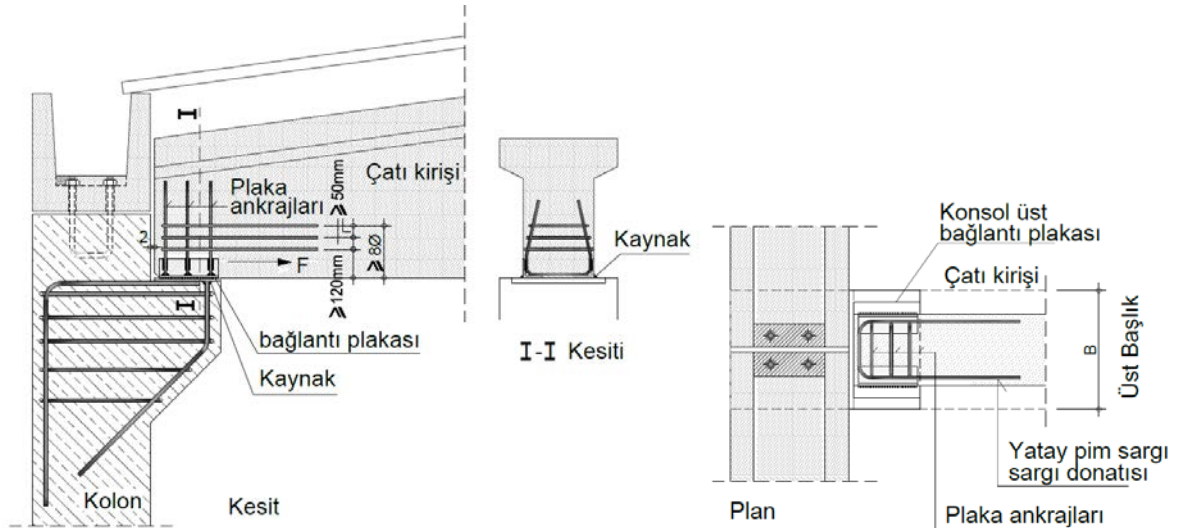 I
Çatı kirişi
Plaka
ankrajları
≥ 50mm
≥ 8Ø
≥ 120mm
2
F
I
bağlantı plakası
Kaynak
Kolon
Kesit
Kaynak
I-I Kesiti
Konsol üst
bağlantı plakası
Çatı kirişi
B
Üst Başlık
Yatay pim sargı
sargı donatısı
Plan
Plaka ankrajları